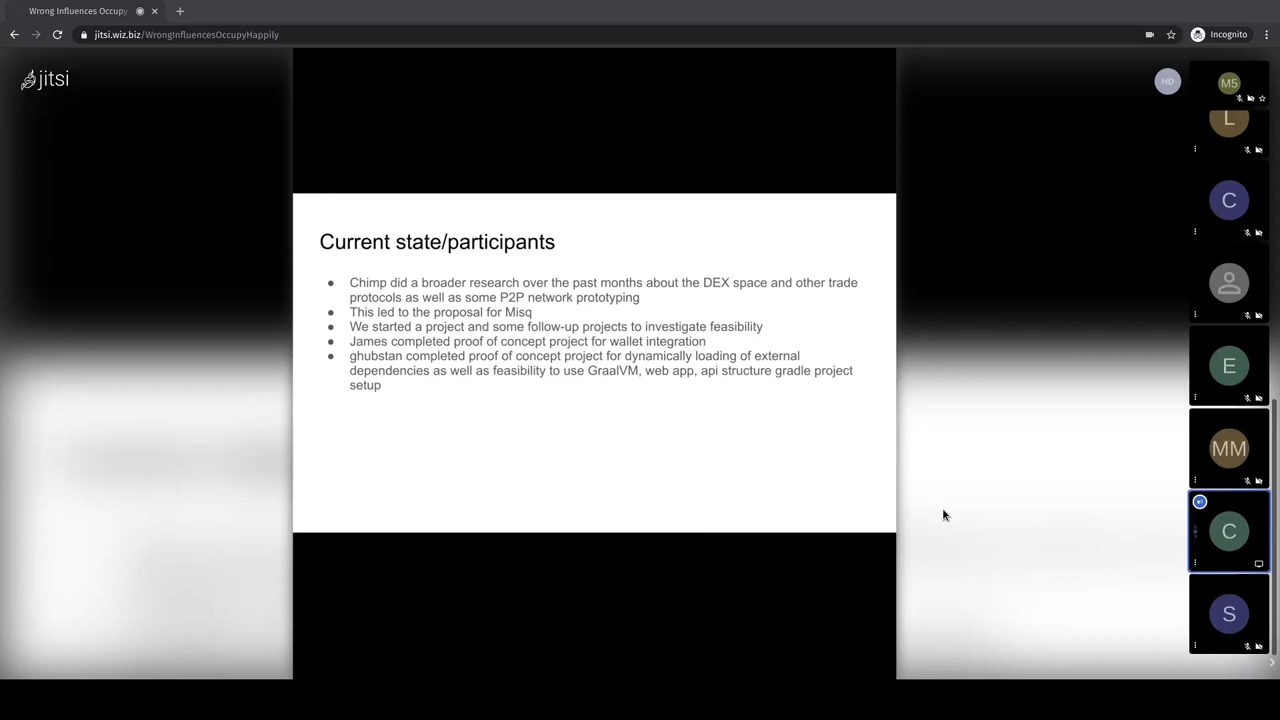 Wrong Influences Occupy
jitsi.wiz.biz/WrongInfluencesOccupyHappily
Incognito
jitsi
HD
M5
L
C
E
MM
C
S
Current state/participants
Chimp did a broader research over the past months about the DEX space and other trade
protocols as well as some P2P network prototyping
This led to the proposal for Misq
We started a project and some follow-up projects to investigate feasibility
James completed proof of concept project for wallet integration
ghubstan completed proof of concept project for dynamically loading of external
dependencies as well as feasibility to use GraalVM, web app, api structure gradle project
setup